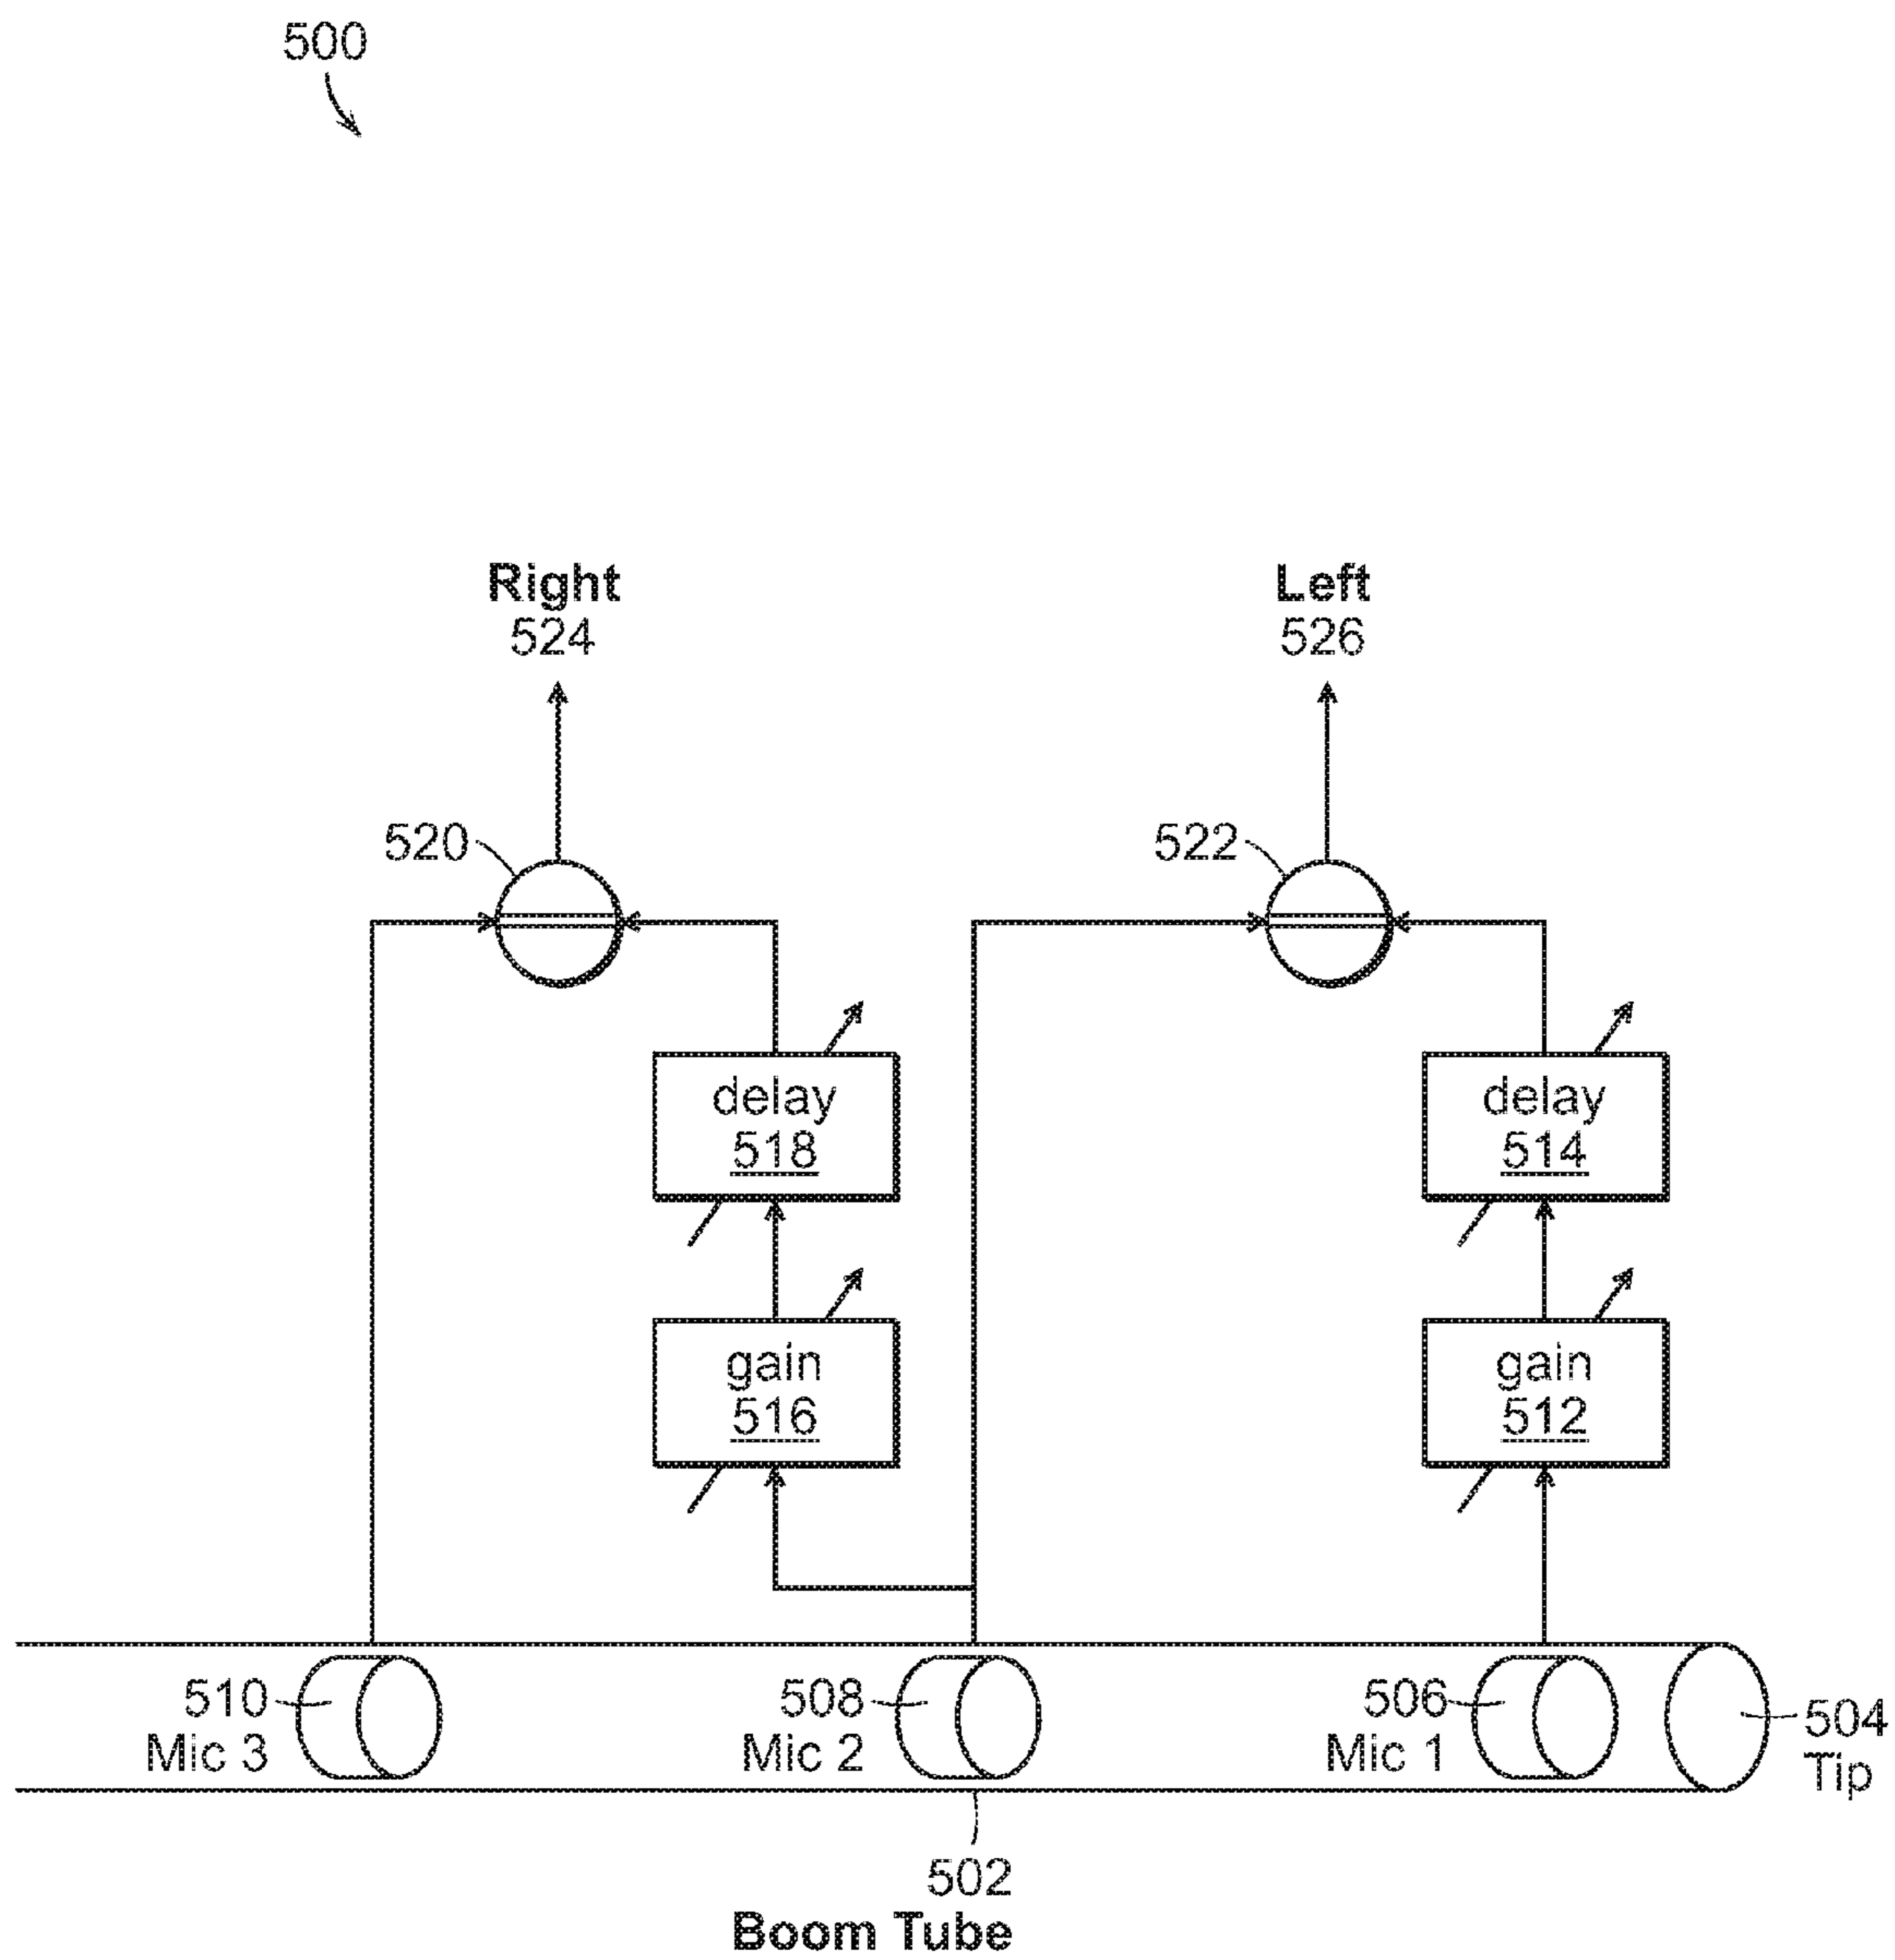 500
Right
524
Left
526
520
522
delay
518
delay
514
gain
516
gain
512
510
Mic 3
508
Mic 2
506
Mic 1
504
Tip
502
Boom Tube